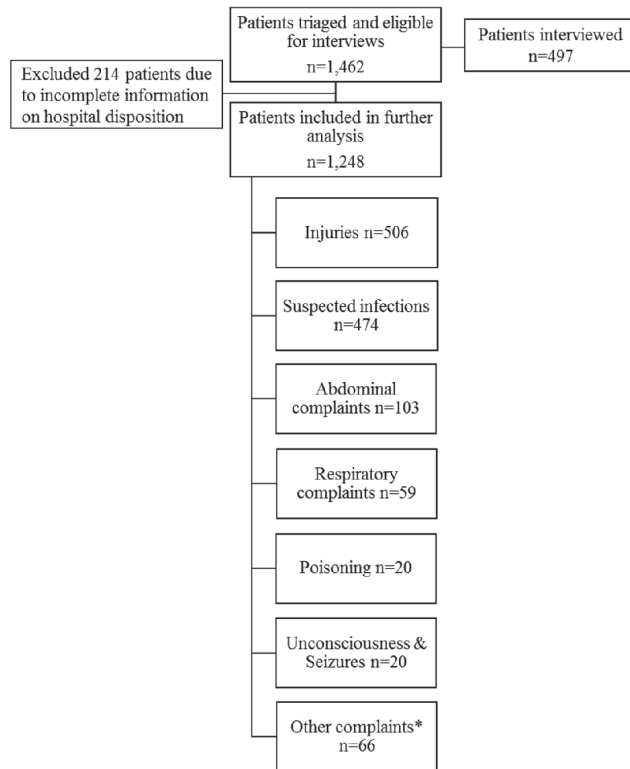 Patients triaged and eligible
for interviews
n=1,462
Patients interviewed
n=497
Excluded 214 patients due
to incomplete information
on hospital disposition
Patients included in further
analysis
n=1,248
Injuries n=506
Suspected infections
n=474
Abdominal
complaints n=103
Respiratory
complaints n=59
Poisoning n=20
Unconsciousness &
Seizures n=20
Other complaints*
n=66